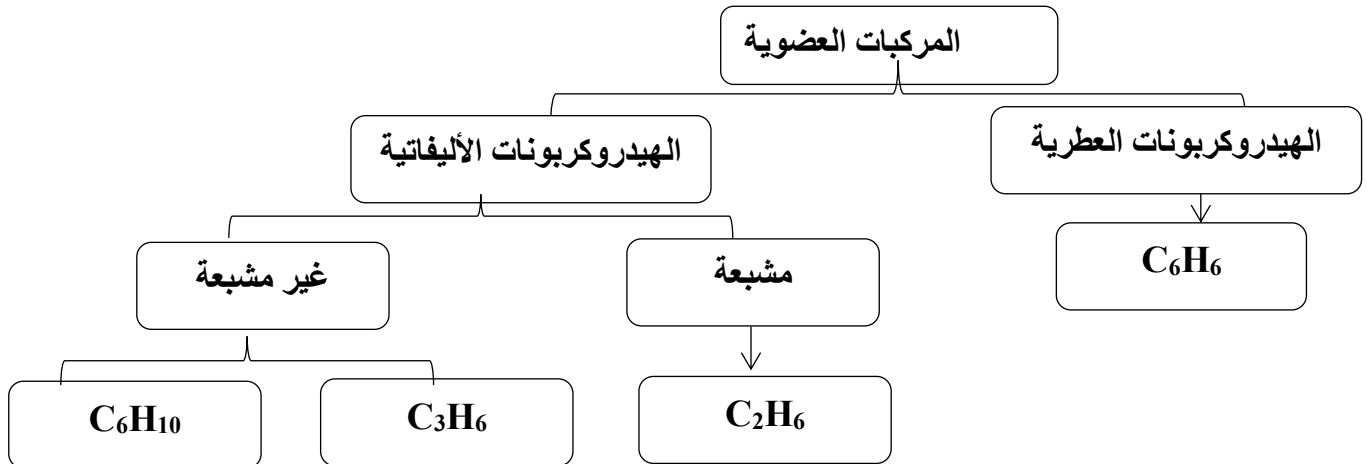 المركبات العضوية
الهيدروكربونات العطرية
الهيدروكربونات الأليفاتية
C₆H₆
مشبعة
غير مشبعة
C₂H₆
C₃H₆
C₆H₁₀